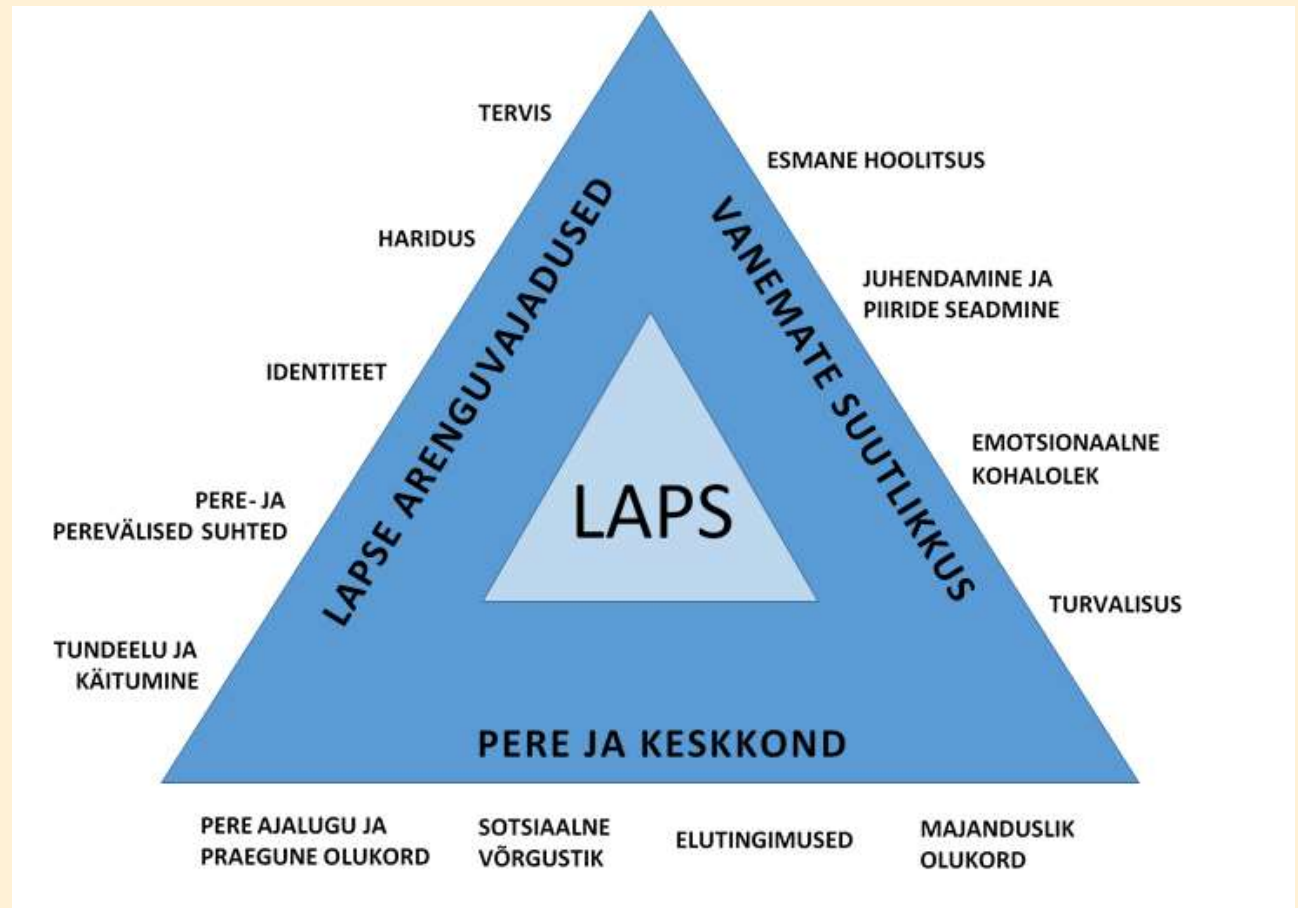 TERVIS
HARIDUS
IDENTITEET
PERE- JA
PEREVÄLISED SUHTED
TUNDEELU JA
KÄITUMINE
LAPSE ARENGUVAJADUSED
LAPS
VANEMATE SUUTLIKKUS
ESMANE HOOLITSUS
JUHENDAMINE JA
PIIRIDE SEADMINE
EMOTSIONAALNE
KOHALOLEK
TURVALISUS
PERE JA KESKKOND
PERE AJALUGU JA
PRAEGUNE OLUKORD
SOTSIAALNE
VÕRGUSTIK
ELUTINGIMUSED
MAJANDUSLIK
OLUKORD